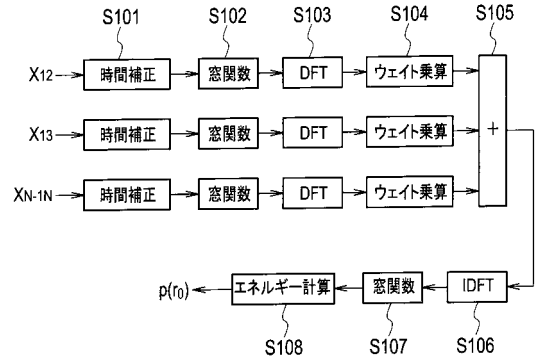 S101 S102 S103 S104 S105
X12 時間補正 窓関数 DFT ウェイト乗算
X13 時間補正 窓関数 DFT ウェイト乗算 +
XN-1N 時間補正 窓関数 DFT ウェイト乗算
p(r0) エネルギー計算 窓関数 IDFT
S108 S107 S106